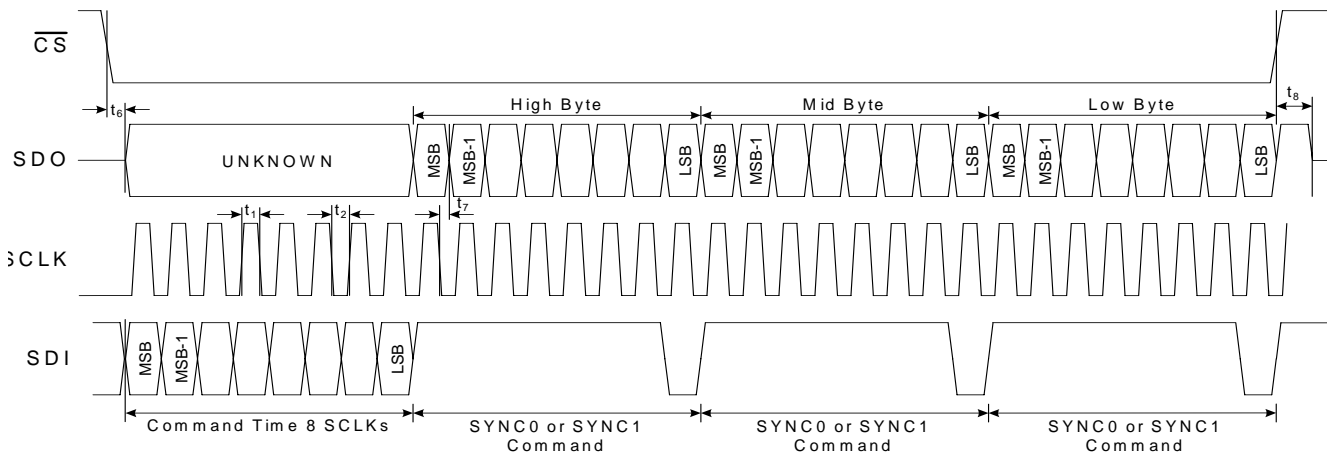 CS
t6
High Byte
Mid Byte
Low Byte
t8
SDO
UNKNOWN
MSB
MSB-1
LSB
MSB
MSB-1
LSB
MSB
MSB-1
LSB
t1
t2
t7
SCLK
SDI
MSB
MSB-1
LSB
Command Time 8 SCLKs
SYNC0 or SYNC1
Command
SYNC0 or SYNC1
Command
SYNC0 or SYNC1
Command